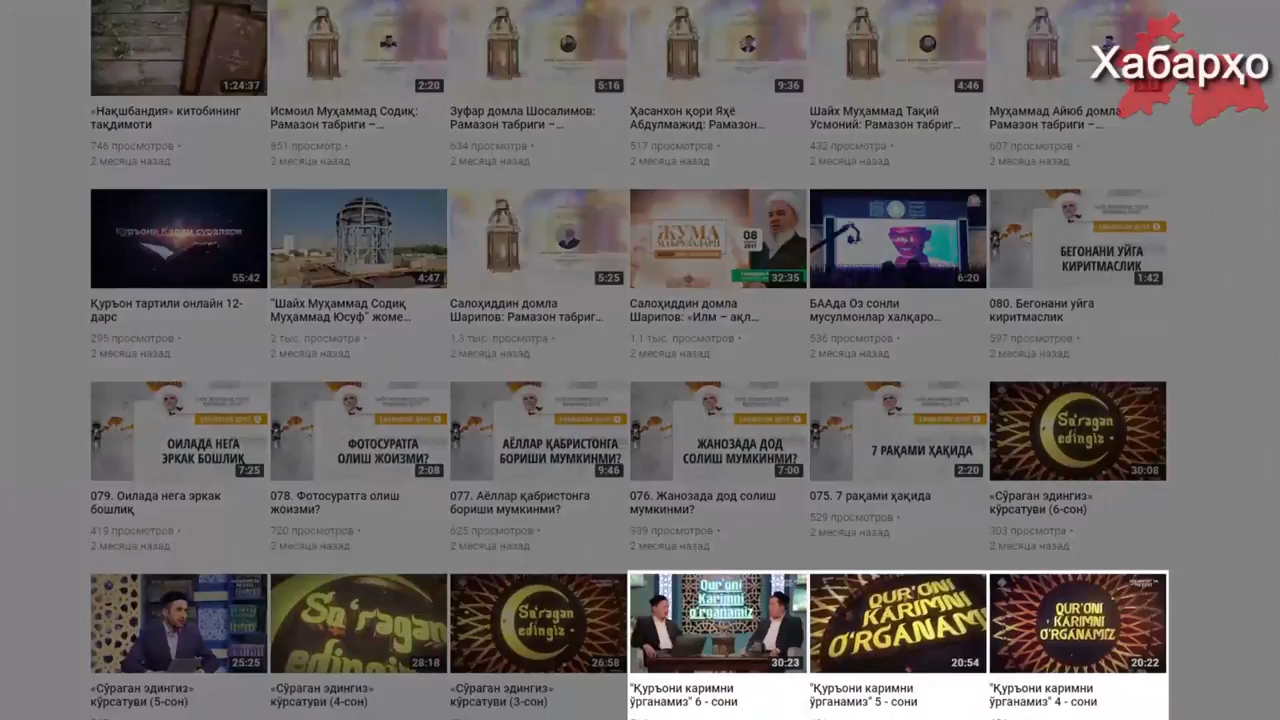 Хабарҳо
1:24:37
2:20
5:16
9:36
4:46
«Нақшбандия» китобининг
тақдимоти
746 просмотров •
2 месяца назад
Исмоил Муҳаммад Содиқ:
Рамазон табриги –...
851 просмотр •
2 месяца назад
Зуфар домла Шосалимов:
Рамазон табриги –...
634 просмотра •
2 месяца назад
Ҳасанхон қори Яҳё
Абдулмажид: Рамазон...
517 просмотров •
2 месяца назад
Шайх Муҳаммад Тақий
Усмоний: Рамазон табриг...
432 просмотра •
2 месяца назад
Муҳаммад Айюб домла
Рамазон табриги –...
607 просмотров •
2 месяца назад
Қуръони Карим суралари
55:42
4:47
5:25
ЖУМА
МАЪРУЗАЛАРИ
08
2017
32:35
6:20
БЕГОНАНИ УЙГА
КИРИТМАСЛИК
1:42
Қуръон тартили онлайн 12-
дарс
295 просмотров •
2 месяца назад
"Шайх Муҳаммад Содиқ
Муҳаммад Юсуф" жоме...
2 тыс. просмотра •
2 месяца назад
Салоҳиддин домла
Шарипов: Рамазон табриг...
1,3 тыс. просмотра •
2 месяца назад
Салоҳиддин домла
Шарипов: «Илм – ақл...
1,1 тыс. просмотров •
2 месяца назад
БААда Оз сонли
мусулмонлар халқаро...
536 просмотров •
2 месяца назад
080. Бегонани уйга
киритмаслик
597 просмотров •
2 месяца назад
ОИЛАДА НЕГА
ЭРКАК БОШЛИҚ
7:25
ФОТОСУРАТГА
ОЛИШ ЖОИЗМИ?
2:08
АЁЛЛАР ҚАБРИСТОНГА
БОРИШИ МУМКИНМИ?
9:46
ЖАНОЗАДА ДОД
СОЛИШ МУМКИНМИ?
7:00
7 РАҚАМИ ҲАҚИДА
2:20
Sa'ragan
edingiz
30:08
079. Оилада нега эркак
бошлиқ
419 просмотров •
2 месяца назад
078. Фотосуратга олиш
жоизми?
720 просмотров •
2 месяца назад
077. Аёллар қабристонга
бориши мумкинми?
625 просмотров •
2 месяца назад
076. Жанозада дод солиш
мумкинми?
399 просмотров •
2 месяца назад
075. 7 рақами ҳақида
529 просмотров •
2 месяца назад
«Сўраган эдингиз»
кўрсатуви (6-сон)
303 просмотра •
2 месяца назад
25:25
Sa'ragan
edingiz
28:18
Sa'ragan
edingiz
26:58
Qur'oni
Karimni
o'rganamiz
30:23
QUR'ONI
KARIMNI
O'RGANAMI
20:54
QUR'ONI
KARIMNI
O'RGANAMIZ
20:22
«Сўраган эдингиз»
кўрсатуви (5-сон)
«Сўраган эдингиз»
кўрсатуви (4-сон)
«Сўраган эдингиз»
кўрсатуви (3-сон)
"Қуръони каримни
ўрганамиз" 6 - сони
"Қуръони каримни
ўрганамиз" 5 - сони
"Қуръони каримни
ўрганамиз" 4 - сони